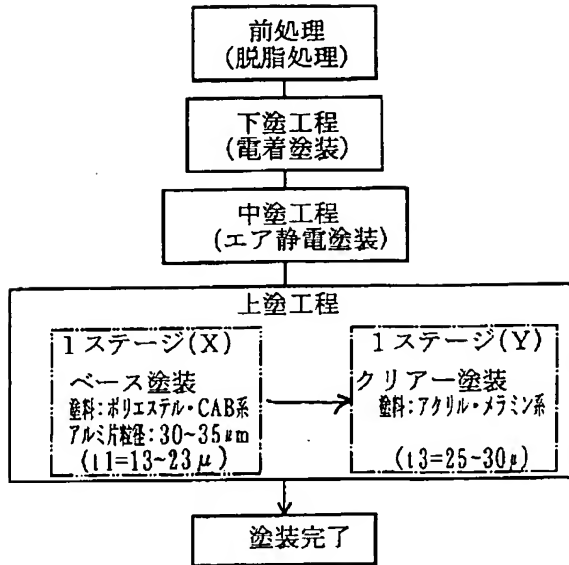 前処理
(脱脂処理)
下塗工程
(電着塗装)
中塗工程
(エア静電塗装)
上塗工程
1ステージ(X)
ベース塗装
塗料:ポリエステル・CAB系
アルミ片粒径:30~35μm
(t1=13~23μ)
1ステージ(Y)
クリアー塗装
塗料:アクリル・メラミン系
(t3=25~30μ)
塗装完了